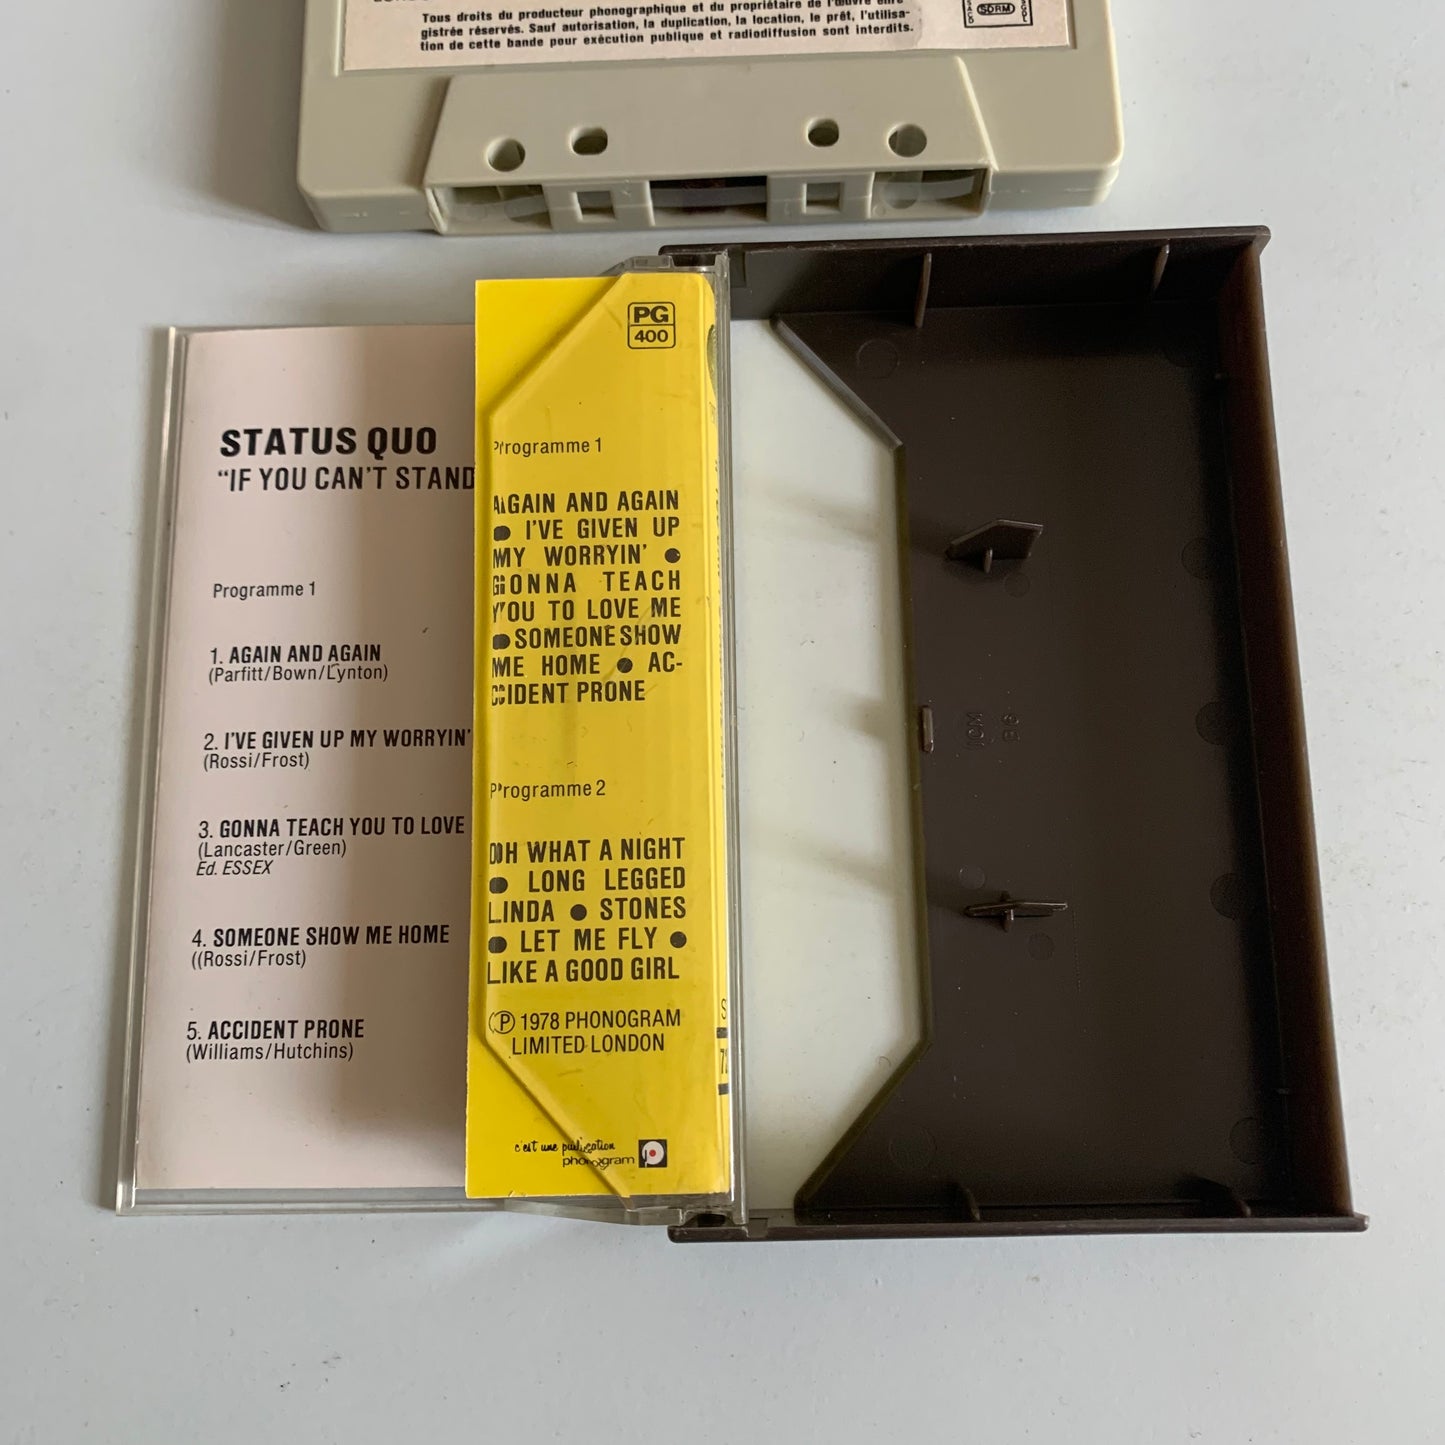 Tous droits du producteur phonographique et du propriétaire de l'œuvre enre-
gistrée réservés. Sauf autorisation, la duplication, la location, le prêt, l'utilisa-
tion de cette bande pour exécution publique et radiodiffusion sont interdits.
SDRM
STATUS QUO
"IF YOU CAN'T STAND
Programme 1
1. AGAIN AND AGAIN
(Parfitt/Bown/Lynton)
2. I'VE GIVEN UP MY WORRYIN'
(Rossi/Frost)
3. GONNA TEACH YOU TO LOVE
(Lancaster/Green)
Ed. ESSEX
4. SOMEONE SHOW ME HOME
((Rossi/Frost)
5. ACCIDENT PRONE
(Williams/Hutchins)
PG
400
Programme 1
AGAIN AND AGAIN
● I'VE GIVEN UP
MY WORRYIN' ●
GONNA TEACH
YOU TO LOVE ME
● SOMEONE SHOW
ME HOME ● AC-
CIDENT PRONE
Programme 2
OH WHAT A NIGHT
● LONG LEGGED
LINDA ● STONES
● LET ME FLY ●
LIKE A GOOD GIRL
Ⓟ 1978 PHONOGRAM
LIMITED LONDON
c'est une publication
phonogram